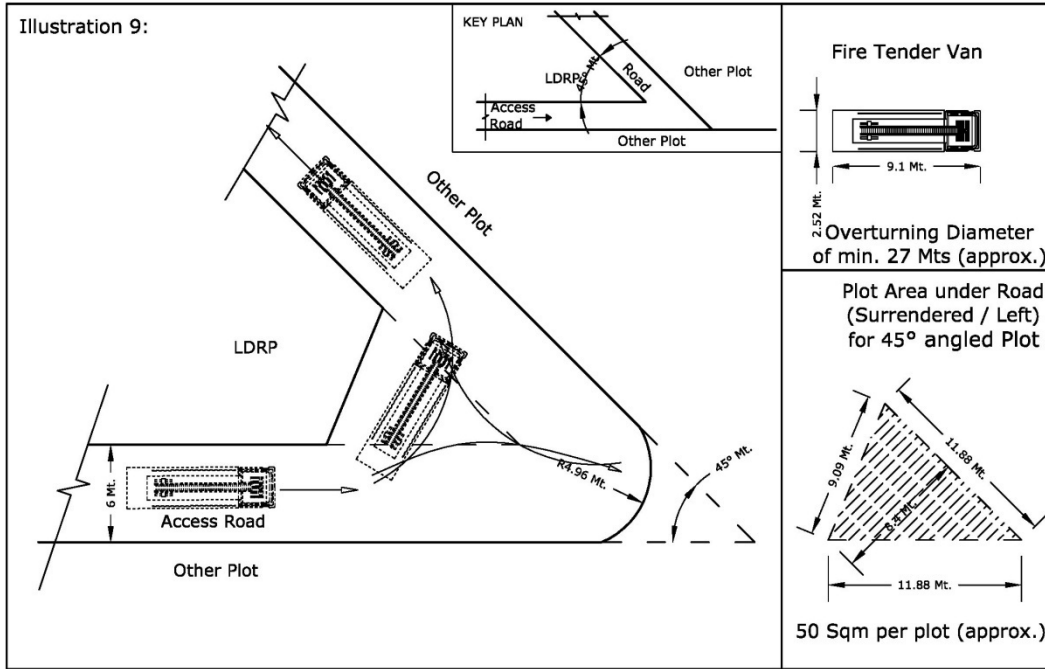 Illustration 9:
KEY PLAN
LDRP
45° Mt.
Road
Other Plot
Access
Road
Other Plot
Other Plot
LDRP
6 Mt.
Access Road
R4.96 Mt.
45° Mt.
Other Plot
Fire Tender Van
9.1 Mt.
2.52 Mt.
Overturning Diameter
of min. 27 Mts (approx.)
Plot Area under Road
(Surrendered / Left)
for 45° angled Plot
9.09 Mt.
11.88 Mt.
8.4 Mt.
11.88 Mt.
50 Sqm per plot (approx.)